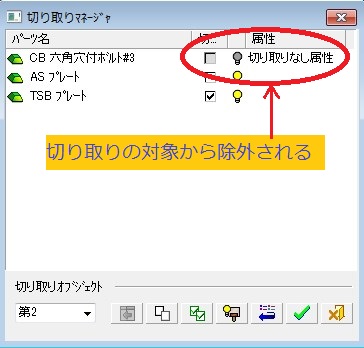 切り取りﾏﾈｰｼﾞｬ
パーツ名 切... 属性
CB 六角穴付ﾎﾞﾙﾄ#3 切り取りなし属性
AS ﾌﾟﾚｰﾄ
TSB ﾌﾟﾚｰﾄ
切り取りの対象から除外される
切り取りｵﾌﾞｼﾞｪｸﾄ
第2